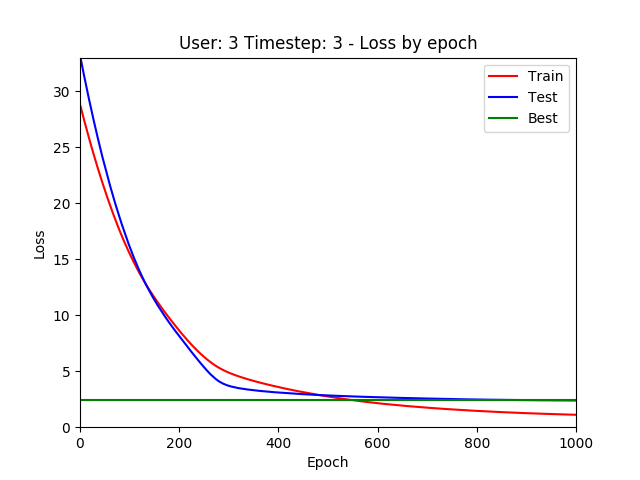 User: 3 Timestep: 3 - Loss by epoch
Train
Test
Best
30
25
20
15
10
5
0
Loss
0 200 400 600 800 1000
Epoch